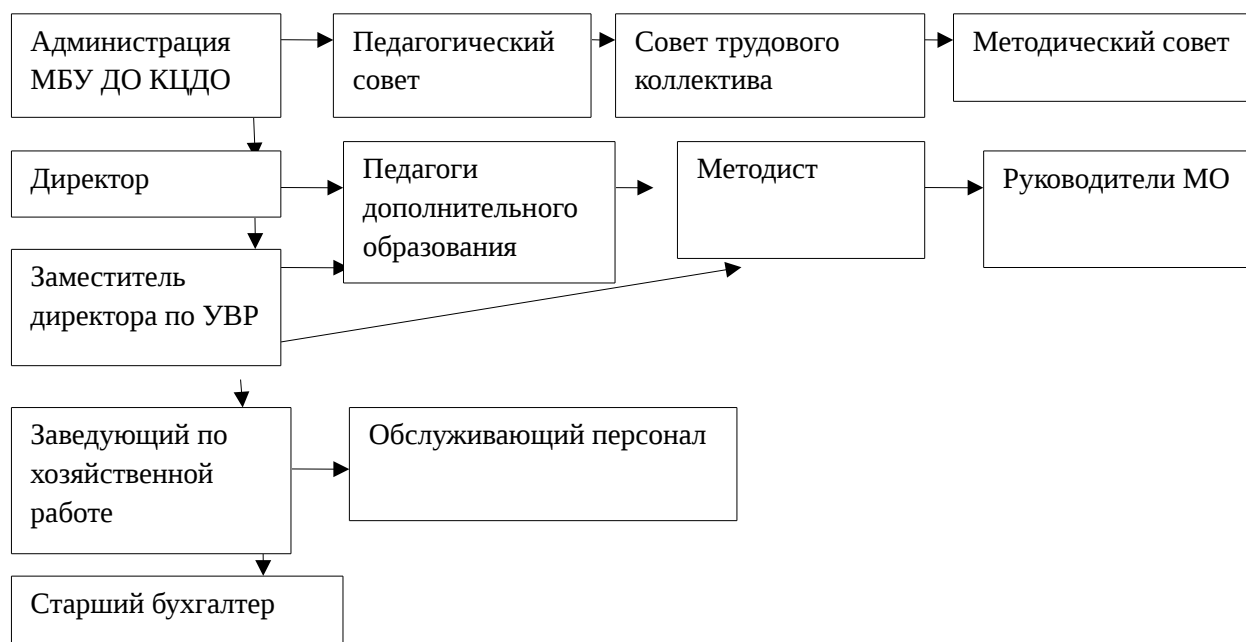 Администрация
МБУ ДО КЦДО
Педагогический
совет
Совет трудового
коллектива
Методический совет
Директор
Педагоги
дополнительного
образования
Методист
Руководители МО
Заместитель
директора по УВР
Заведующий по
хозяйственной
работе
Обслуживающий персонал
Старший бухгалтер